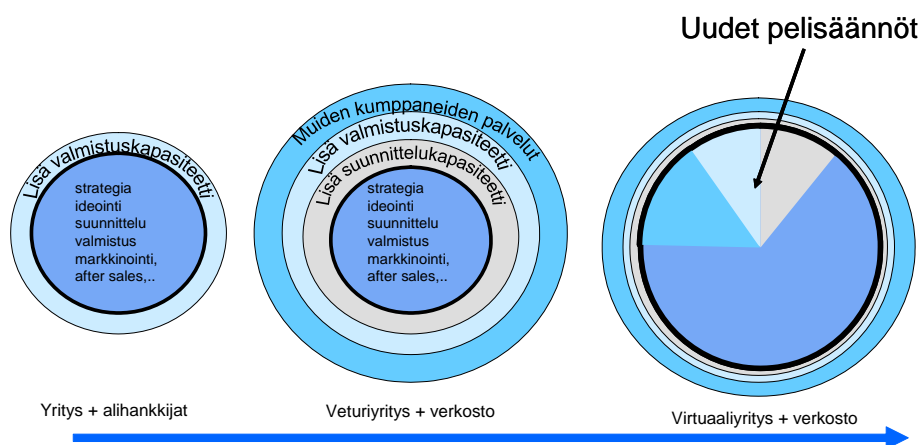 Uudet pelisäännöt
Lisä valmistuskapasiteetti
strategia
ideointi
suunnittelu
valmistus
markkinointi,
after sales,..
Yritys + alihankkijat
Muiden kumppaneiden palvelut
Lisä valmistuskapasiteetti
Lisä suunnittelukapasiteetti
strategia
ideointi
suunnittelu
valmistus
markkinointi,
after sales,..
Veturiyritys + verkosto
Virtuaaliyritys + verkosto